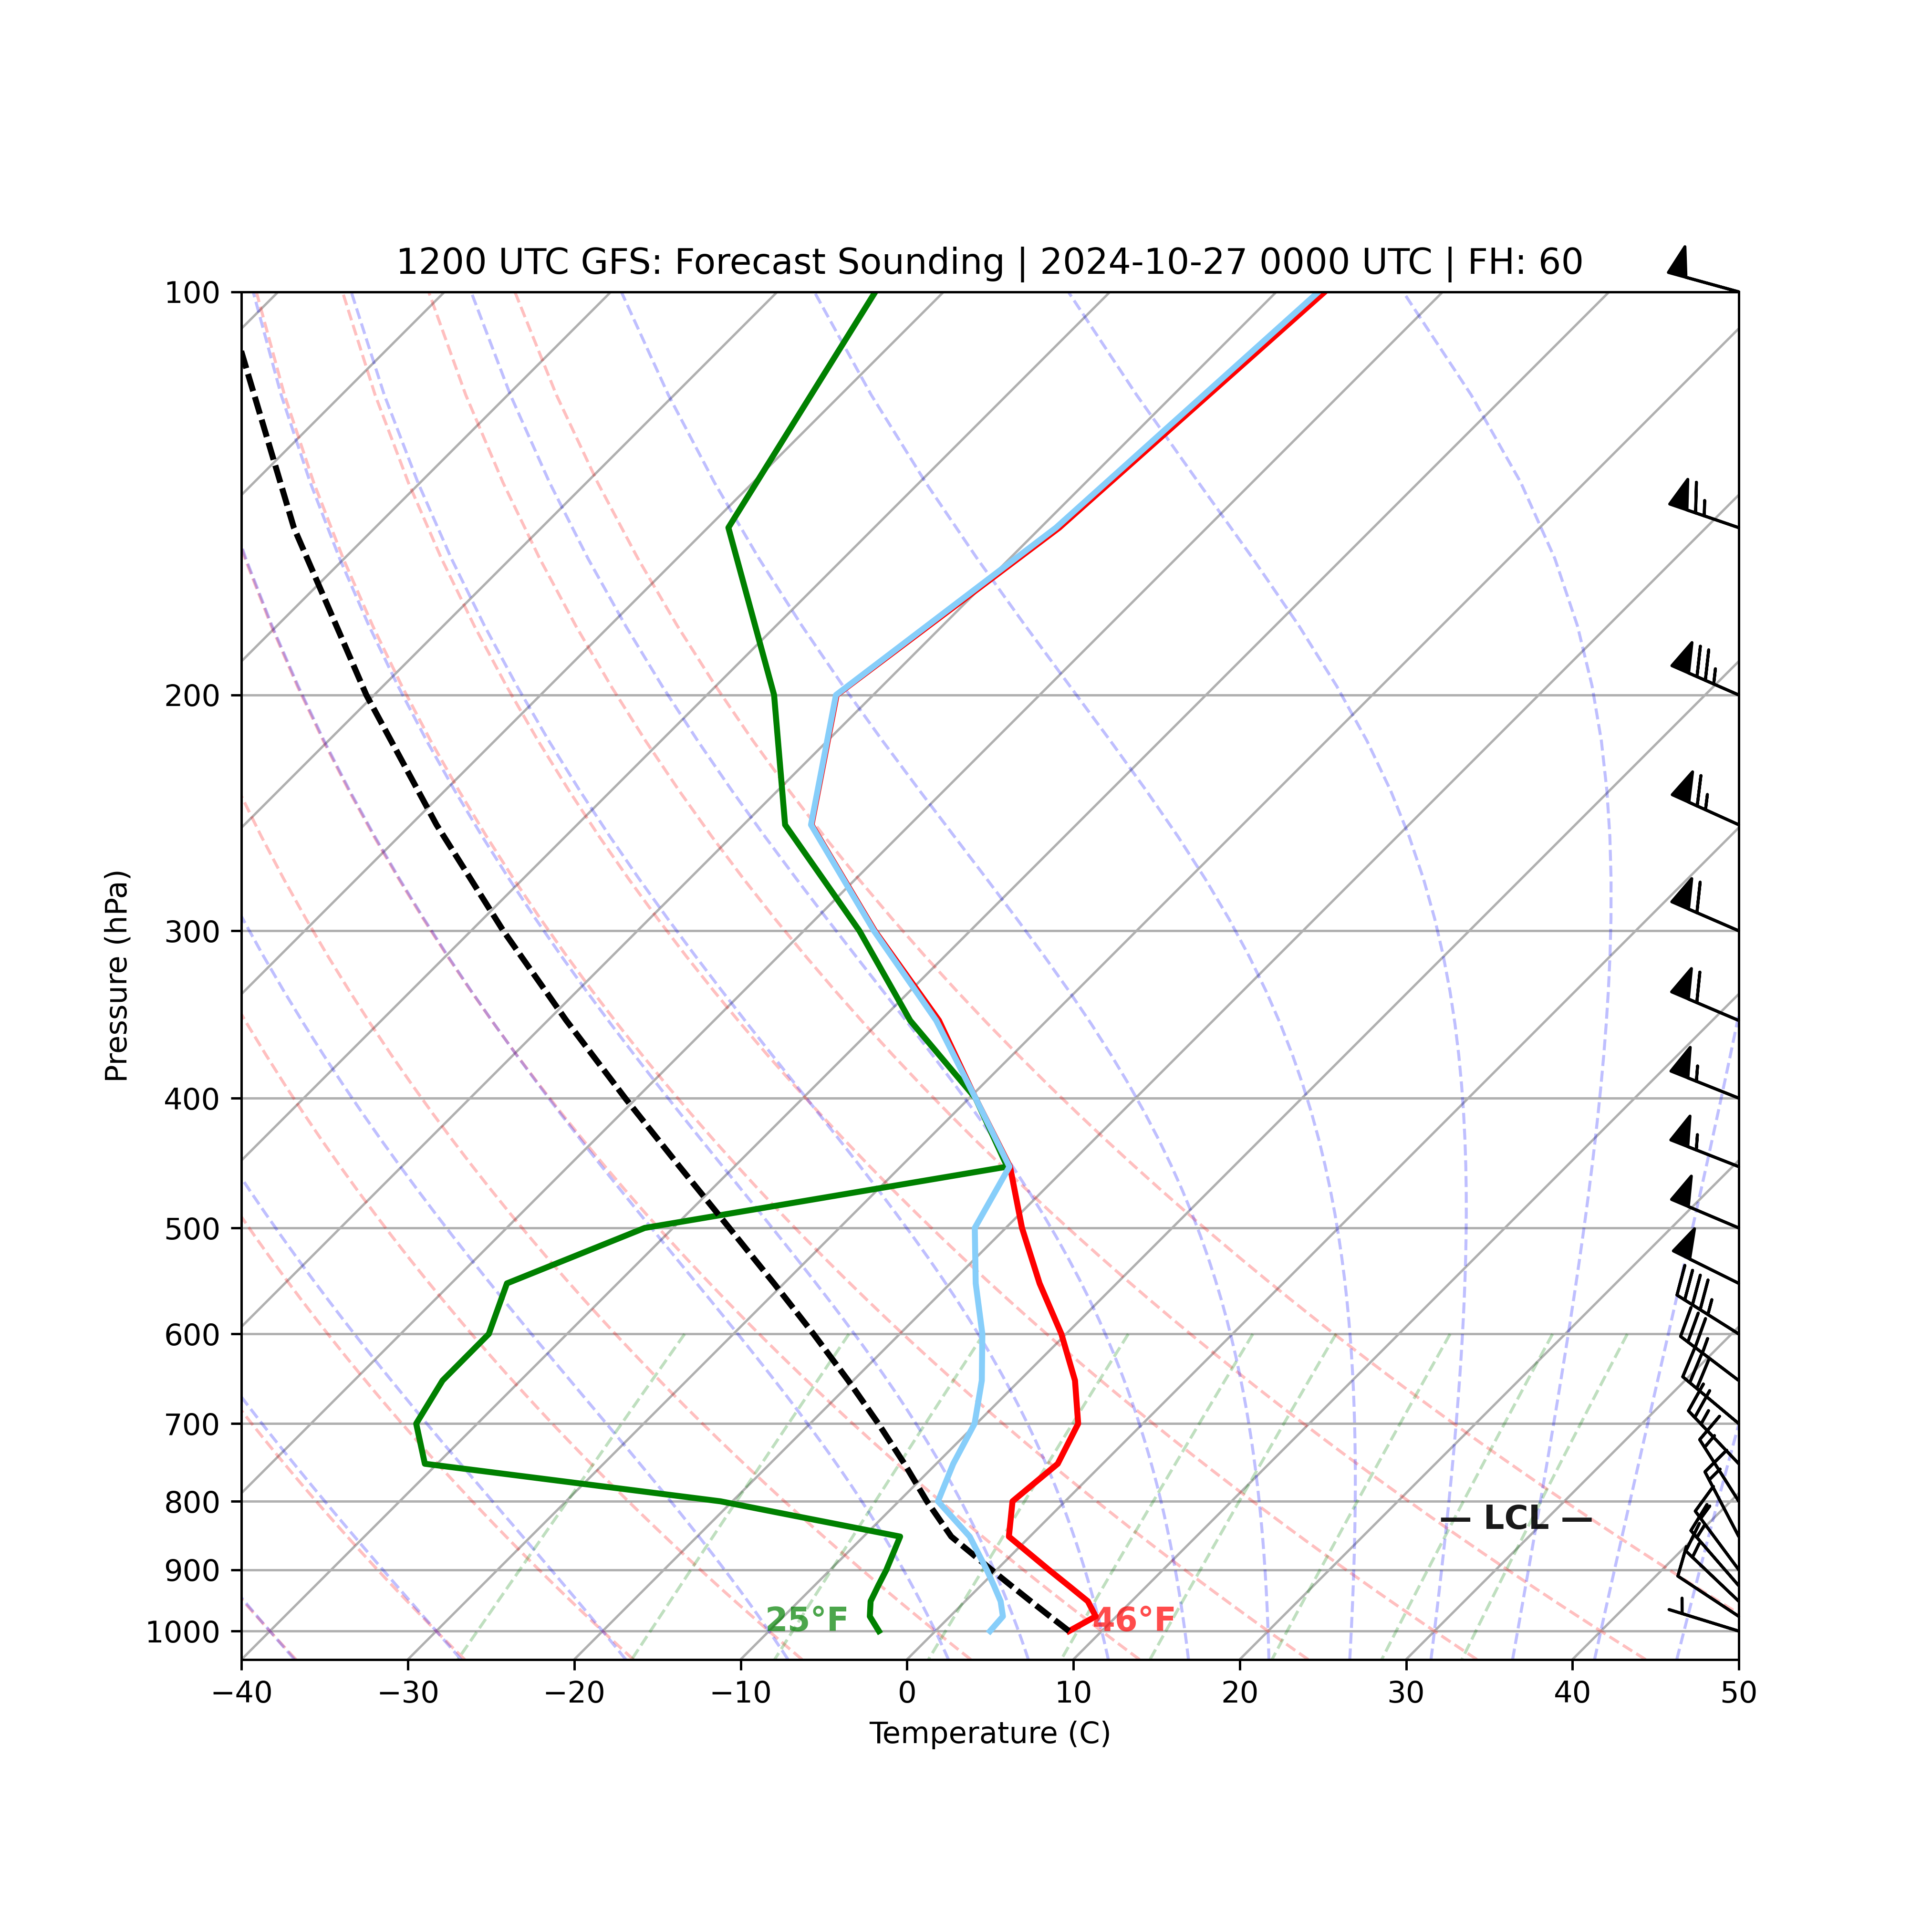 1200 UTC GFS: Forecast Sounding | 2024-10-27 0000 UTC | FH: 60
100
200
300
400
500
600
700
800
900
1000
Pressure (hPa)
— LCL —
25°F
46°F
−40 −30 −20 −10 0 10 20 30 40 50
Temperature (C)